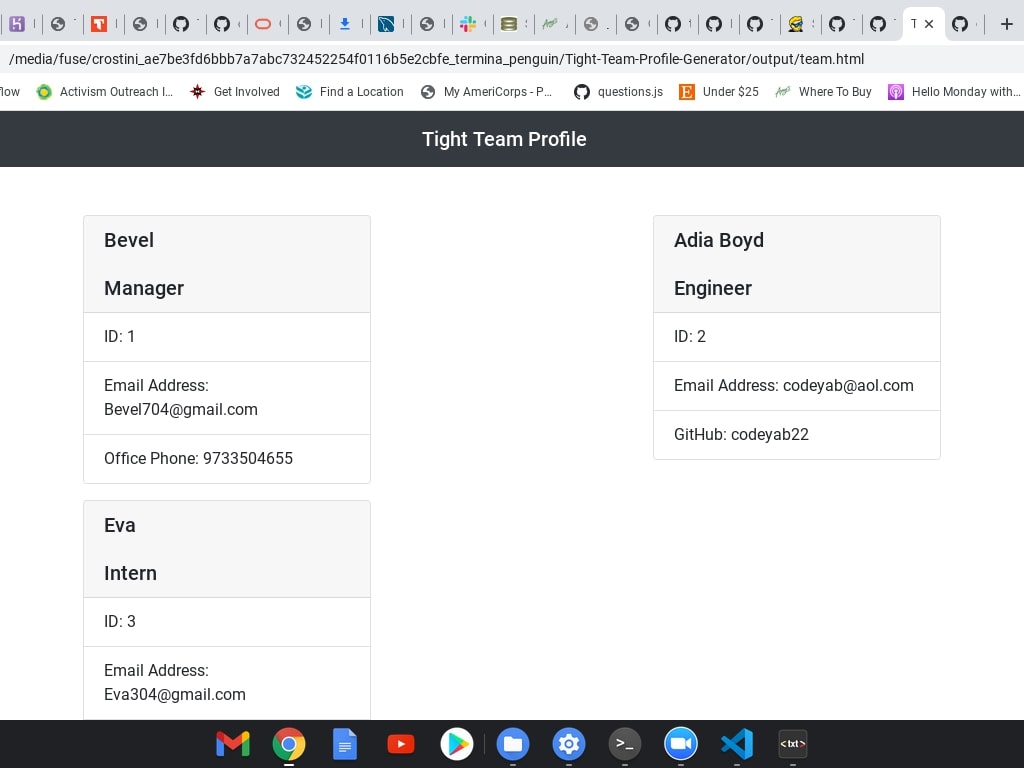 /media/fuse/crostini_ae7be3fd6bbb7a7abc732452254f0116b5e2cbfe_termina_penguin/Tight-Team-Profile-Generator/output/team.html
low Activism Outreach I... Get Involved Find a Location My AmeriCorps - P... questions.js Under $25 Where To Buy Hello Monday with...
Tight Team Profile
Bevel
Manager
ID: 1
Email Address:
Bevel704@gmail.com
Office Phone: 9733504655
Adia Boyd
Engineer
ID: 2
Email Address: codeyab@aol.com
GitHub: codeyab22
Eva
Intern
ID: 3
Email Address:
Eva304@gmail.com
>_
<txt>